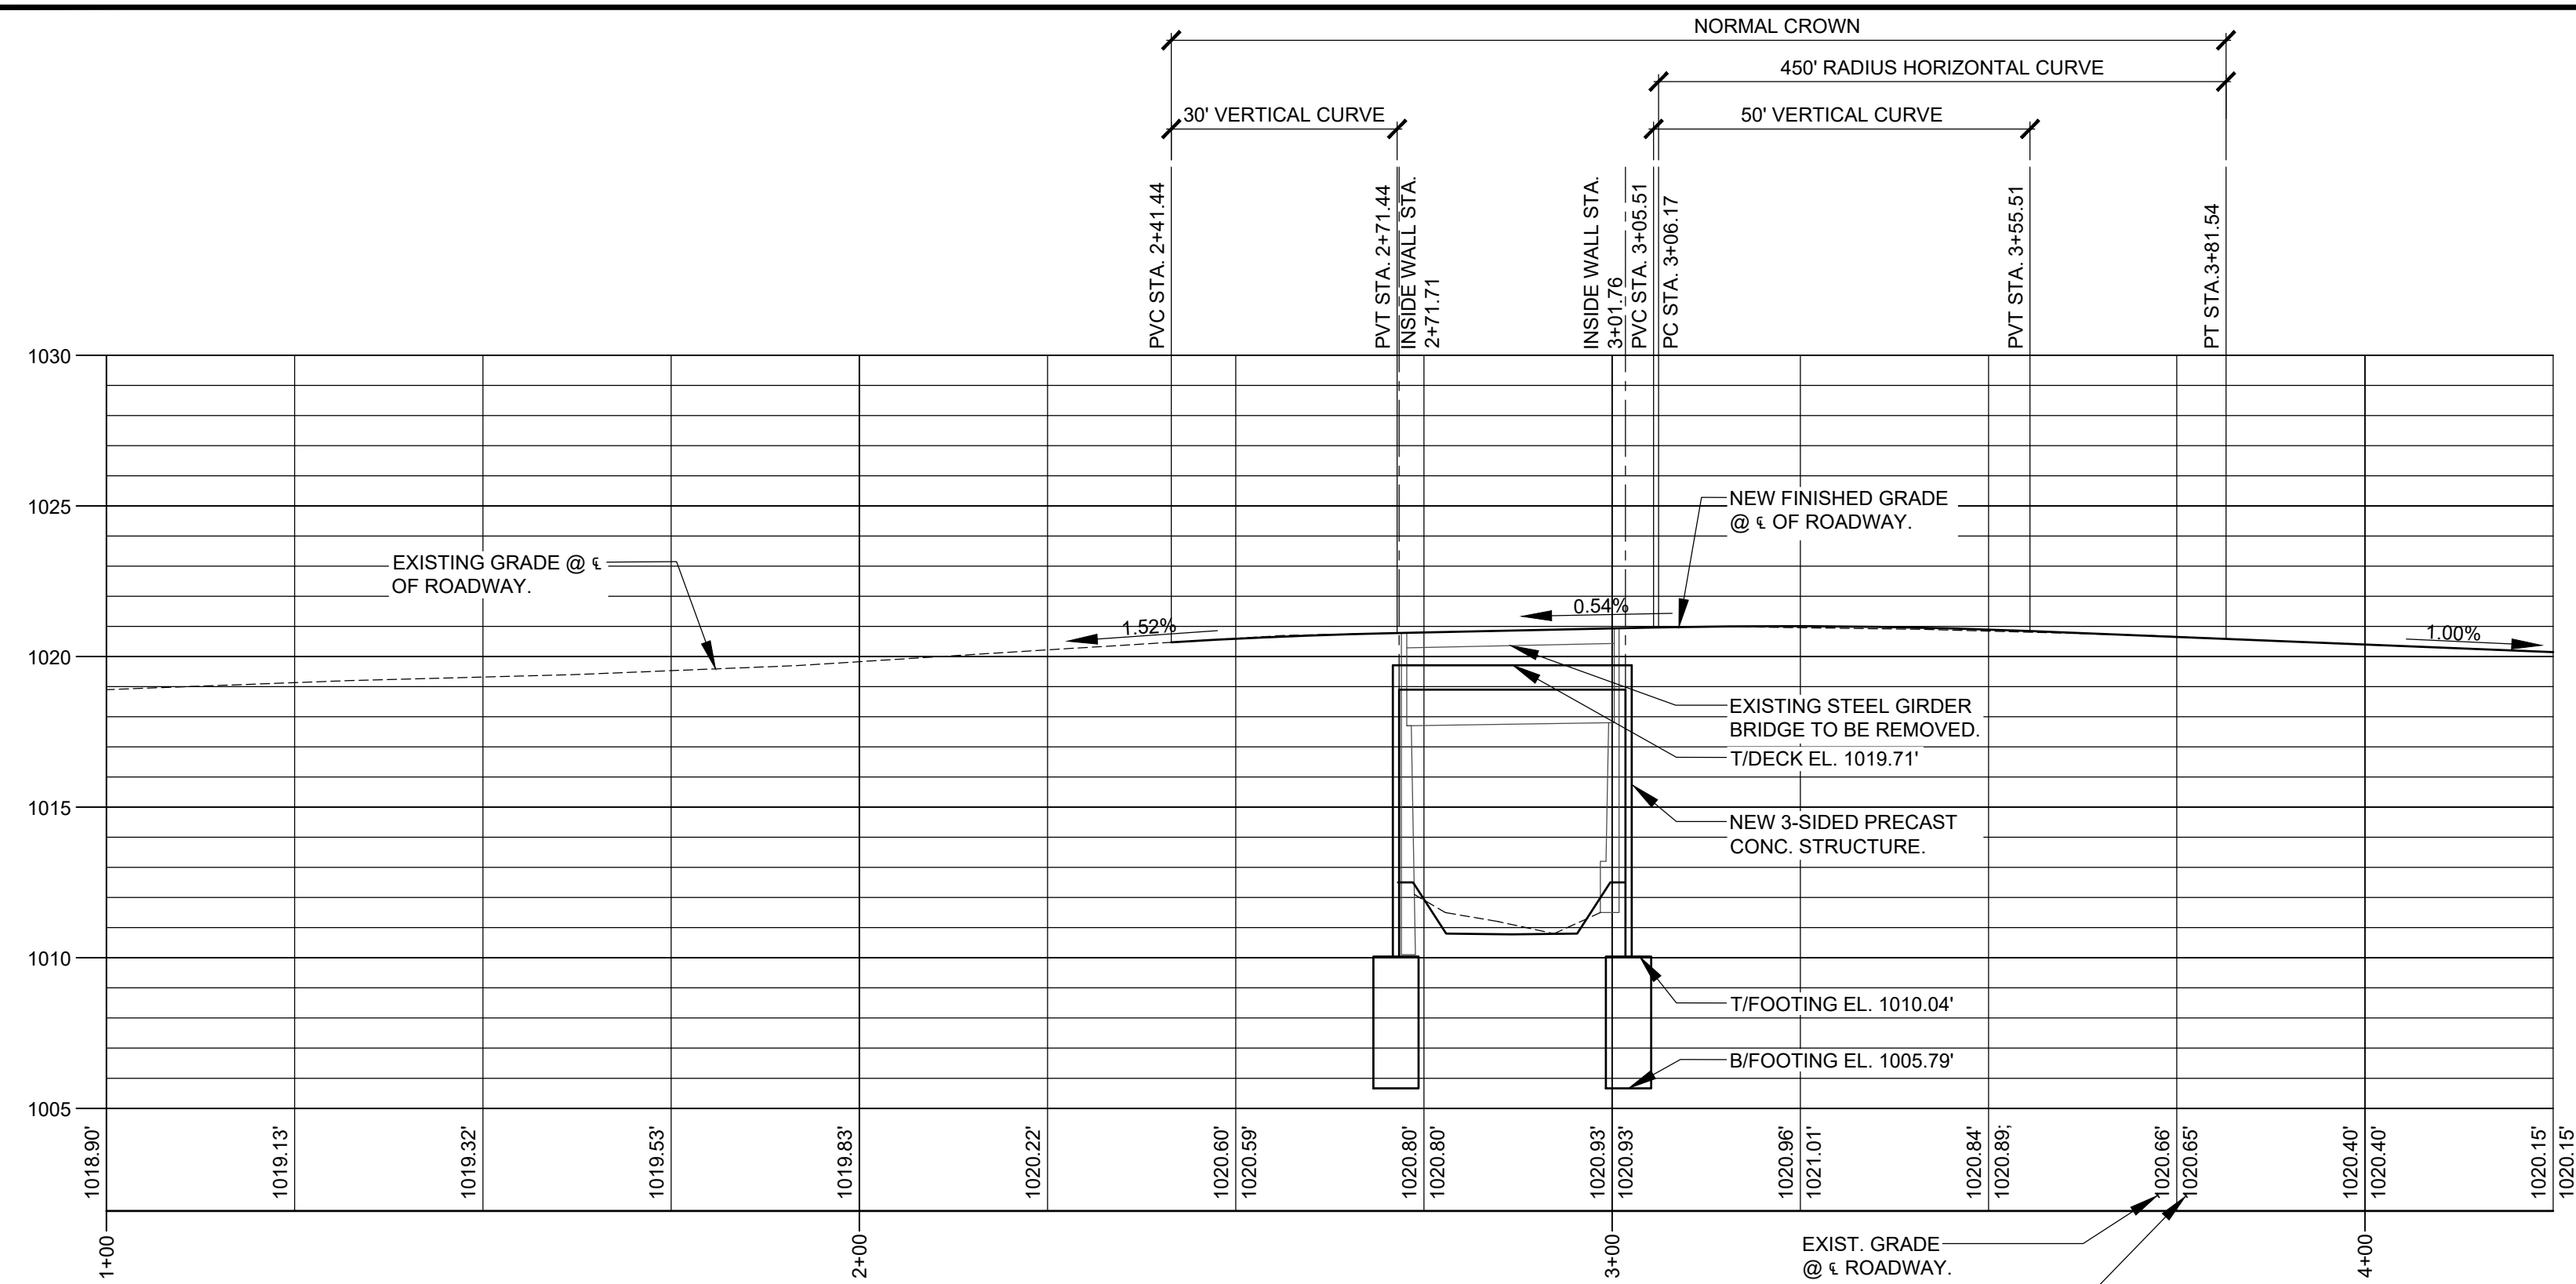 NORMAL CROWN
450' RADIUS HORIZONTAL CURVE
30' VERTICAL CURVE
50' VERTICAL CURVE
PVC STA. 2+41.44
PVT STA. 2+71.44
INSIDE WALL STA.
2+71.71
INSIDE WALL STA.
3+01.76
PVC STA. 3+05.51
PC STA. 3+06.17
PVT STA. 3+55.51
PT STA.3+81.54
1030
1025
1020
1015
1010
1005
EXISTING GRADE @ ℄
OF ROADWAY.
NEW FINISHED GRADE
@ ℄ OF ROADWAY.
1.52%
0.54%
1.00%
EXISTING STEEL GIRDER
BRIDGE TO BE REMOVED.
T/DECK EL. 1019.71'
NEW 3-SIDED PRECAST
CONC. STRUCTURE.
T/FOOTING EL. 1010.04'
B/FOOTING EL. 1005.79'
1018.90'
1019.13'
1019.32'
1019.53'
1019.83'
1020.22'
1020.60'
1020.59'
1020.80'
1020.80'
1020.93'
1020.93'
1020.96'
1021.01'
1020.84'
1020.89;
1020.66'
1020.65'
1020.40'
1020.40'
1020.15'
1020.15'
1+00
2+00
3+00
4+00
EXIST. GRADE
@ ℄ ROADWAY.